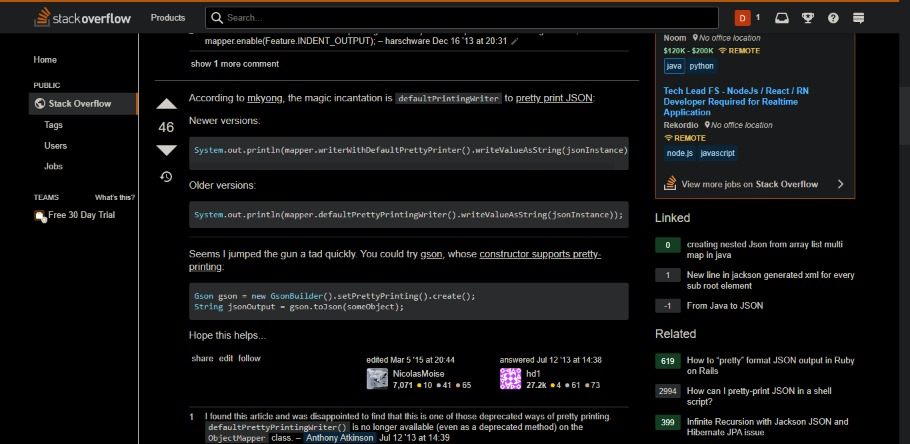 stackoverflow
Products
Search…
D 1
mapper.enable(Feature.INDENT_OUTPUT); – harschware Dec 16 '13 at 20:31
show 1 more comment
Home
PUBLIC
Stack Overflow
Tags
Users
Jobs
TEAMS What's this?
Free 30 Day Trial
46
According to mkyong, the magic incantation is defaultPrintingWriter to pretty print JSON:
Newer versions:
System.out.println(mapper.writerWithDefaultPrettyPrinter().writeValueAsString(jsonInstance)
Older versions:
System.out.println(mapper.defaultPrettyPrintingWriter().writeValueAsString(jsonInstance));
Seems I jumped the gun a tad quickly. You could try gson, whose constructor supports pretty-
printing:
Gson gson = new GsonBuilder().setPrettyPrinting().create();
String jsonOutput = gson.toJson(someObject);
Hope this helps...
share edit follow
edited Mar 5 '15 at 20:44
NicolasMoise
7,071 ●10 ●41 ●65
answered Jul 12 '13 at 14:38
hd1
27.2k ●4 ●61 ●73
1 I found this article and was disappointed to find that this is one of those deprecated ways of pretty printing.
defaultPrettyPrintingWriter() is no longer available (even as a deprecated method) on the
ObjectMapper class. – Anthony Atkinson Jul 12 '13 at 14:39
Noom No office location
$120K - $200K REMOTE
java python
Tech Lead FS - NodeJs / React / RN
Developer Required for Realtime
Application
Rekordio No office location
REMOTE
node.js javascript
View more jobs on Stack Overflow
Linked
0 creating nested Json from array list multi
map in java
1 New line in jackson generated xml for every
sub root element
-1 From Java to JSON
Related
619 How to “pretty” format JSON output in Ruby
on Rails
2994 How can I pretty-print JSON in a shell
script?
399 Infinite Recursion with Jackson JSON and
Hibernate JPA issue